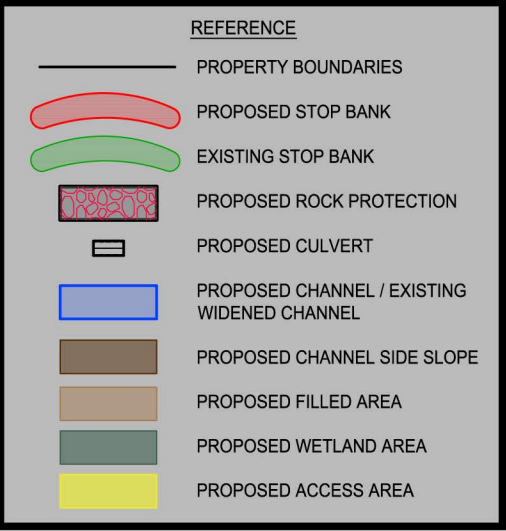 REFERENCE
PROPERTY BOUNDARIES
PROPOSED STOP BANK
EXISTING STOP BANK
PROPOSED ROCK PROTECTION
PROPOSED CULVERT
PROPOSED CHANNEL / EXISTING
WIDENED CHANNEL
PROPOSED CHANNEL SIDE SLOPE
PROPOSED FILLED AREA
PROPOSED WETLAND AREA
PROPOSED ACCESS AREA